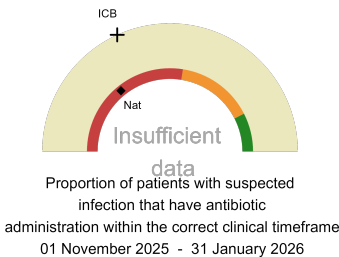 ICB
Nat
Insufficient
data
Proportion of patients with suspected
infection that have antibiotic
administration within the correct clinical timeframe
01 November 2025 - 31 January 2026